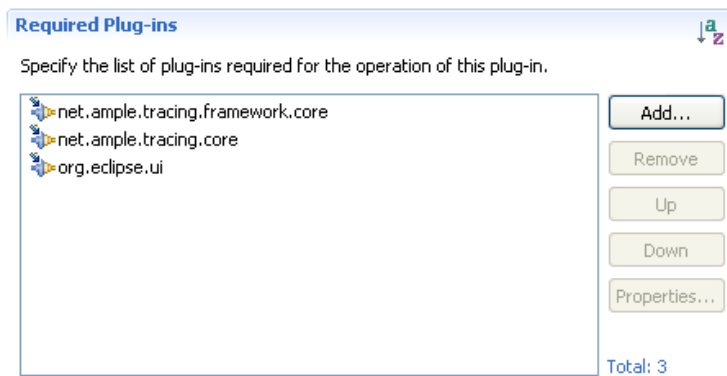 Required Plug-ins
a
z
Specify the list of plug-ins required for the operation of this plug-in.
net.ample.tracing.framework.core
net.ample.tracing.core
org.eclipse.ui
Add...
Remove
Up
Down
Properties...
Total: 3